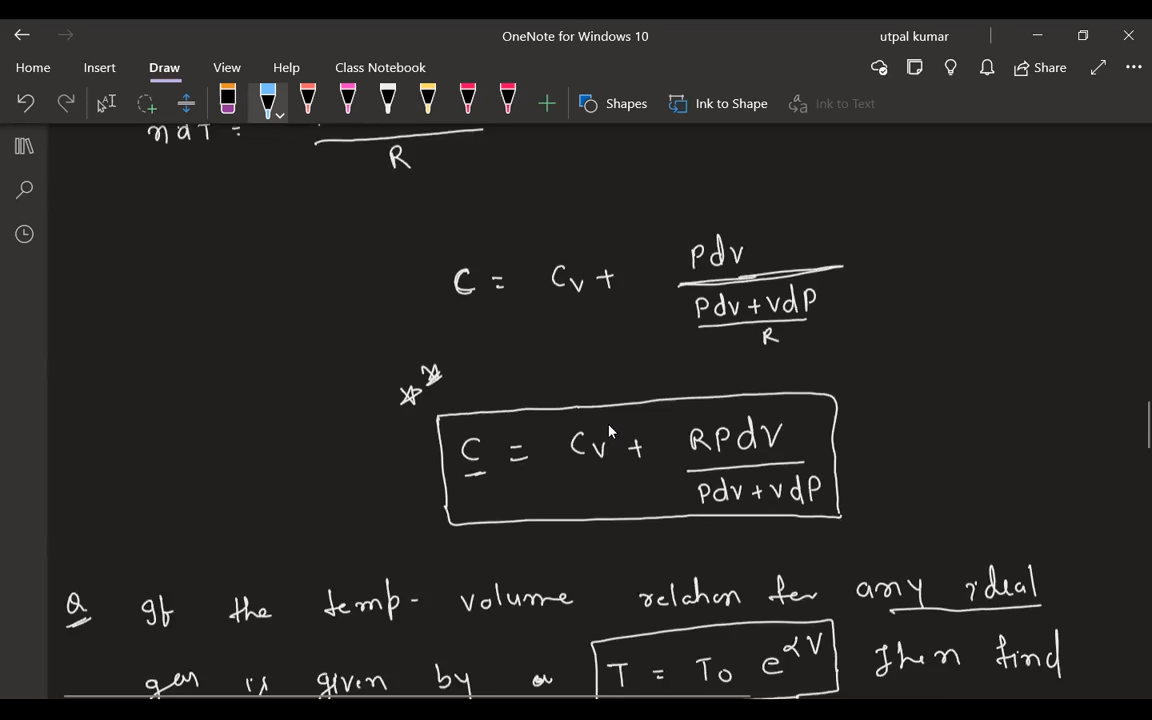 OneNote for Windows 10
utpal kumar
Home Insert Draw View Help Class Notebook
Share
Shapes Ink to Shape Ink to Text
ndT =
R
C = Cv + Pdv
Pdv + vdP
R
C = Cv + RPdV
Pdv + vdP
Q If the temp- volume relation for any ideal
gas is given by a T = T0 e^αV then find